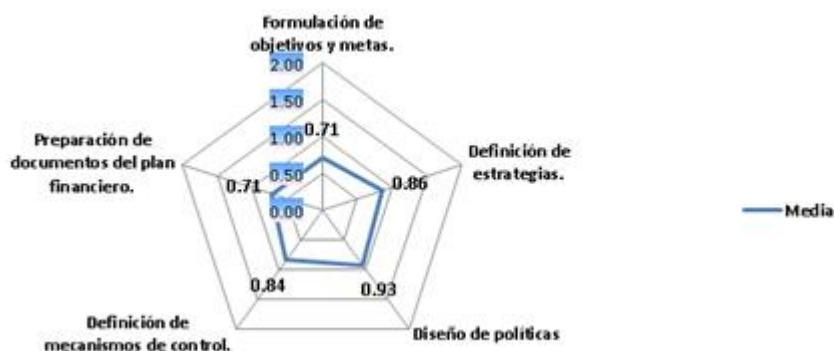 Formulación de
objetivos y metas.
2.00
1.50
1.00
0.50
0.00
0.71
Definición de
estrategias.
0.86
Diseño de políticas
0.93
Definición de
mecanismos de control.
0.84
Preparación de
documentos del plan
financiero.
0.71
Media